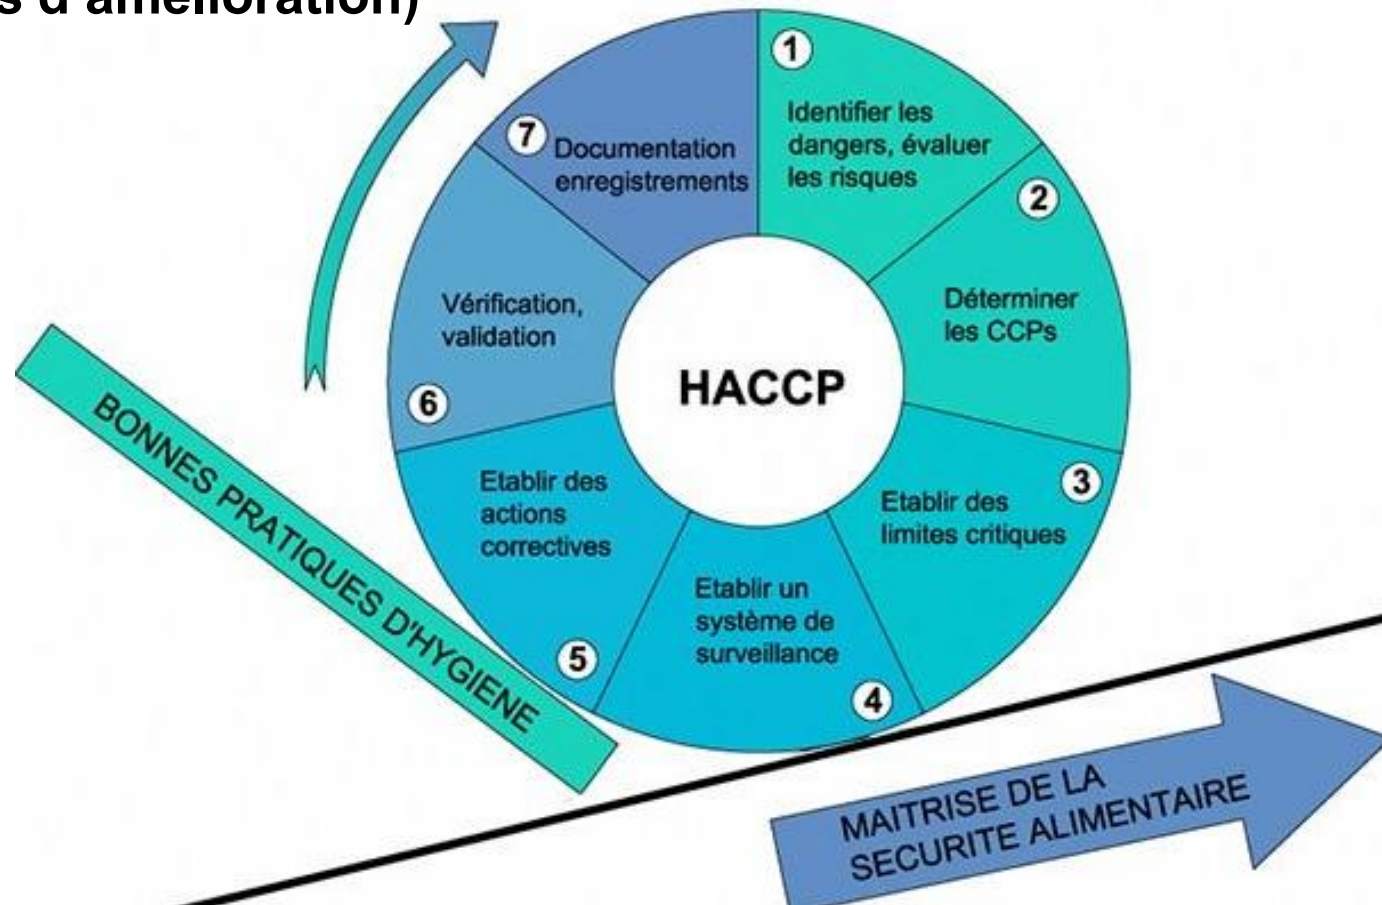 s d'amélioration)
1
Identifier les
dangers, évaluer
les risques
2
Déterminer
les CCPs
3
Etablir des
limites critiques
4
Etablir un
système de
surveillance
5
Etablir des
actions
correctives
6
Vérification,
validation
7
Documentation
enregistrements
HACCP
BONNES PRATIQUES D'HYGIENE
MAITRISE DE LA
SECURITE ALIMENTAIRE